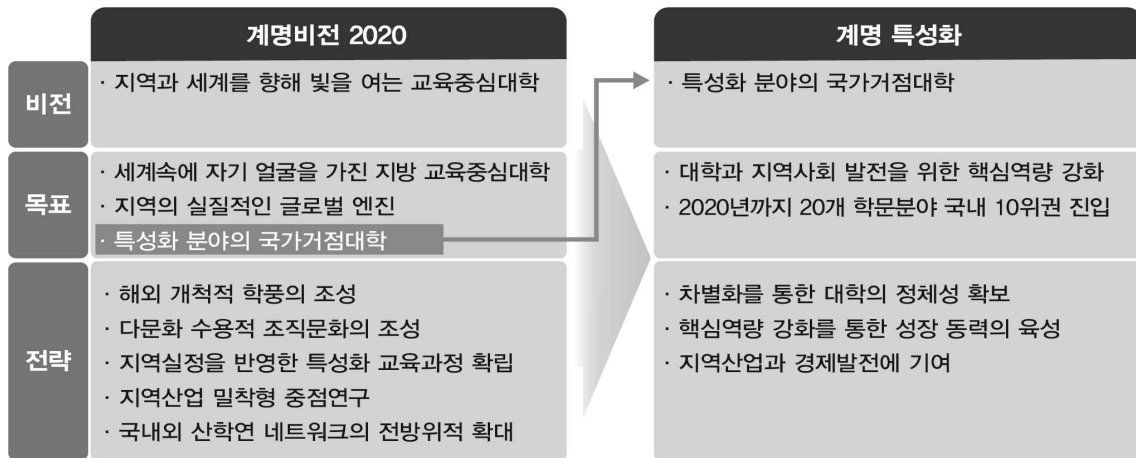 계명비전 2020
계명 특성화
비전
· 지역과 세계를 향해 빛을 여는 교육중심대학
· 특성화 분야의 국가거점대학
목표
· 세계속에 자기 얼굴을 가진 지방 교육중심대학
· 지역의 실질적인 글로벌 엔진
· 특성화 분야의 국가거점대학
· 대학과 지역사회 발전을 위한 핵심역량 강화
· 2020년까지 20개 학문분야 국내 10위권 진입
전략
· 해외 개척적 학풍의 조성
· 다문화 수용적 조직문화의 조성
· 지역실정을 반영한 특성화 교육과정 확립
· 지역산업 밀착형 중점연구
· 국내외 산학연 네트워크의 전방위적 확대
· 차별화를 통한 대학의 정체성 확보
· 핵심역량 강화를 통한 성장 동력의 육성
· 지역산업과 경제발전에 기여